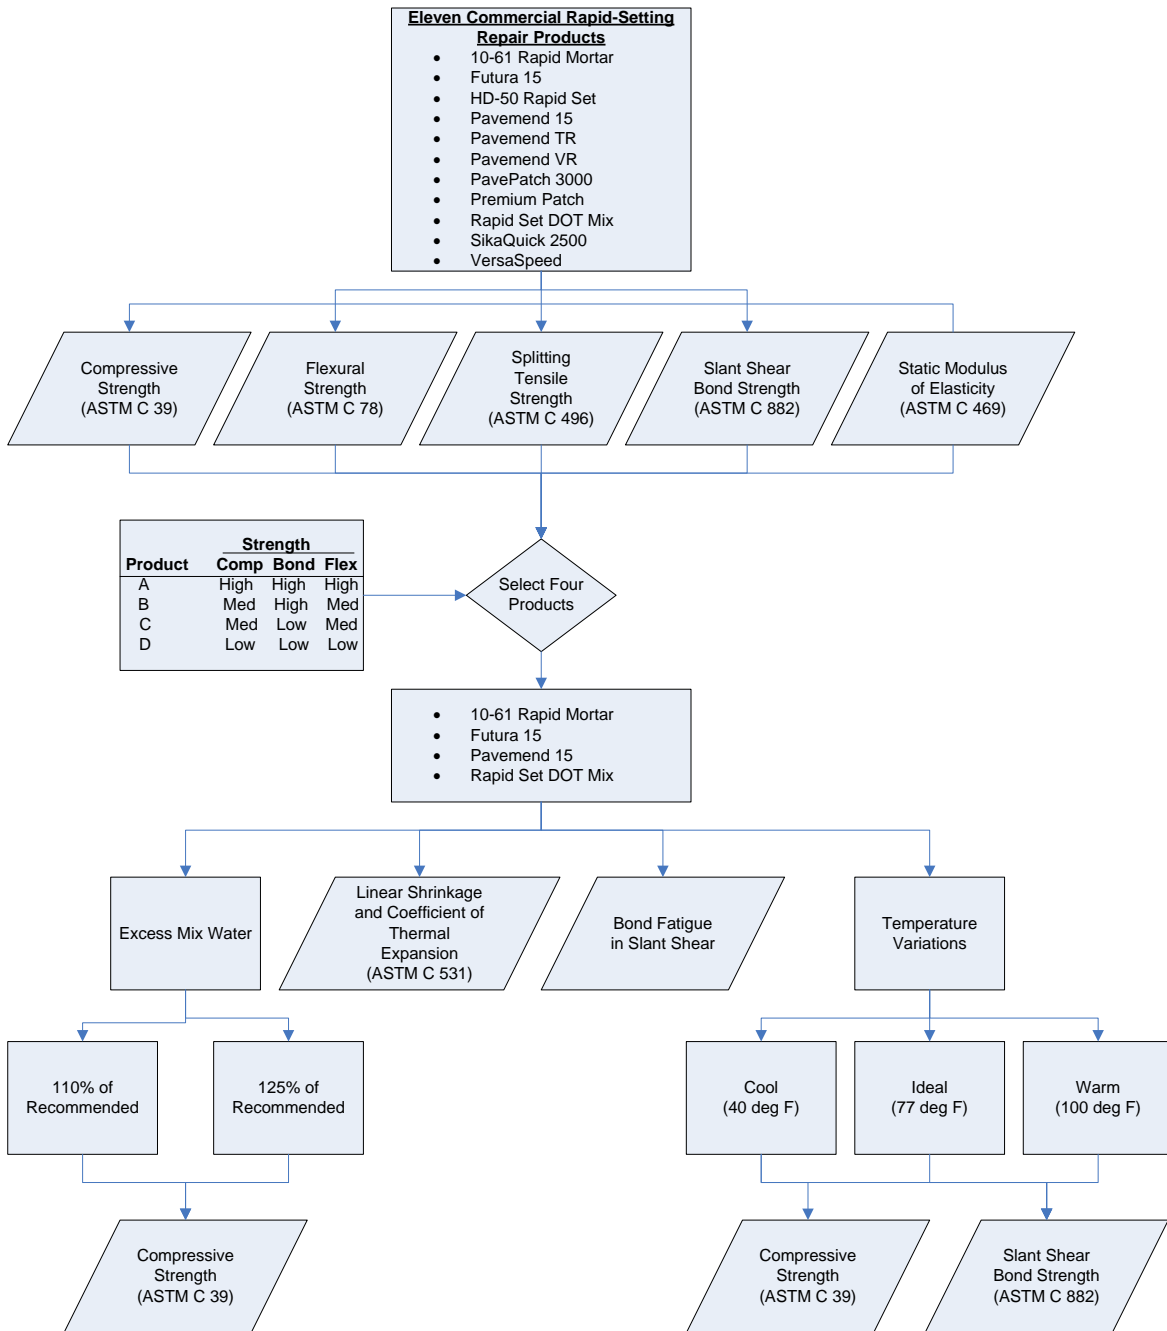 Eleven Commercial Rapid-Setting
Repair Products
• 10-61 Rapid Mortar
• Futura 15
• HD-50 Rapid Set
• Pavemend 15
• Pavemend TR
• Pavemend VR
• PavePatch 3000
• Premium Patch
• Rapid Set DOT Mix
• SikaQuick 2500
• VersaSpeed
Compressive
Strength
(ASTM C 39)
Flexural
Strength
(ASTM C 78)
Splitting
Tensile
Strength
(ASTM C 496)
Slant Shear
Bond Strength
(ASTM C 882)
Static Modulus
of Elasticity
(ASTM C 469)
Strength
Product Comp Bond Flex
A High High High
B Med High Med
C Med Low Med
D Low Low Low
Select Four
Products
• 10-61 Rapid Mortar
• Futura 15
• Pavemend 15
• Rapid Set DOT Mix
Excess Mix Water
Linear Shrinkage
and Coefficient of
Thermal
Expansion
(ASTM C 531)
Bond Fatigue
in Slant Shear
Temperature
Variations
110% of
Recommended
125% of
Recommended
Cool
(40 deg F)
Ideal
(77 deg F)
Warm
(100 deg F)
Compressive
Strength
(ASTM C 39)
Compressive
Strength
(ASTM C 39)
Slant Shear
Bond Strength
(ASTM C 882)